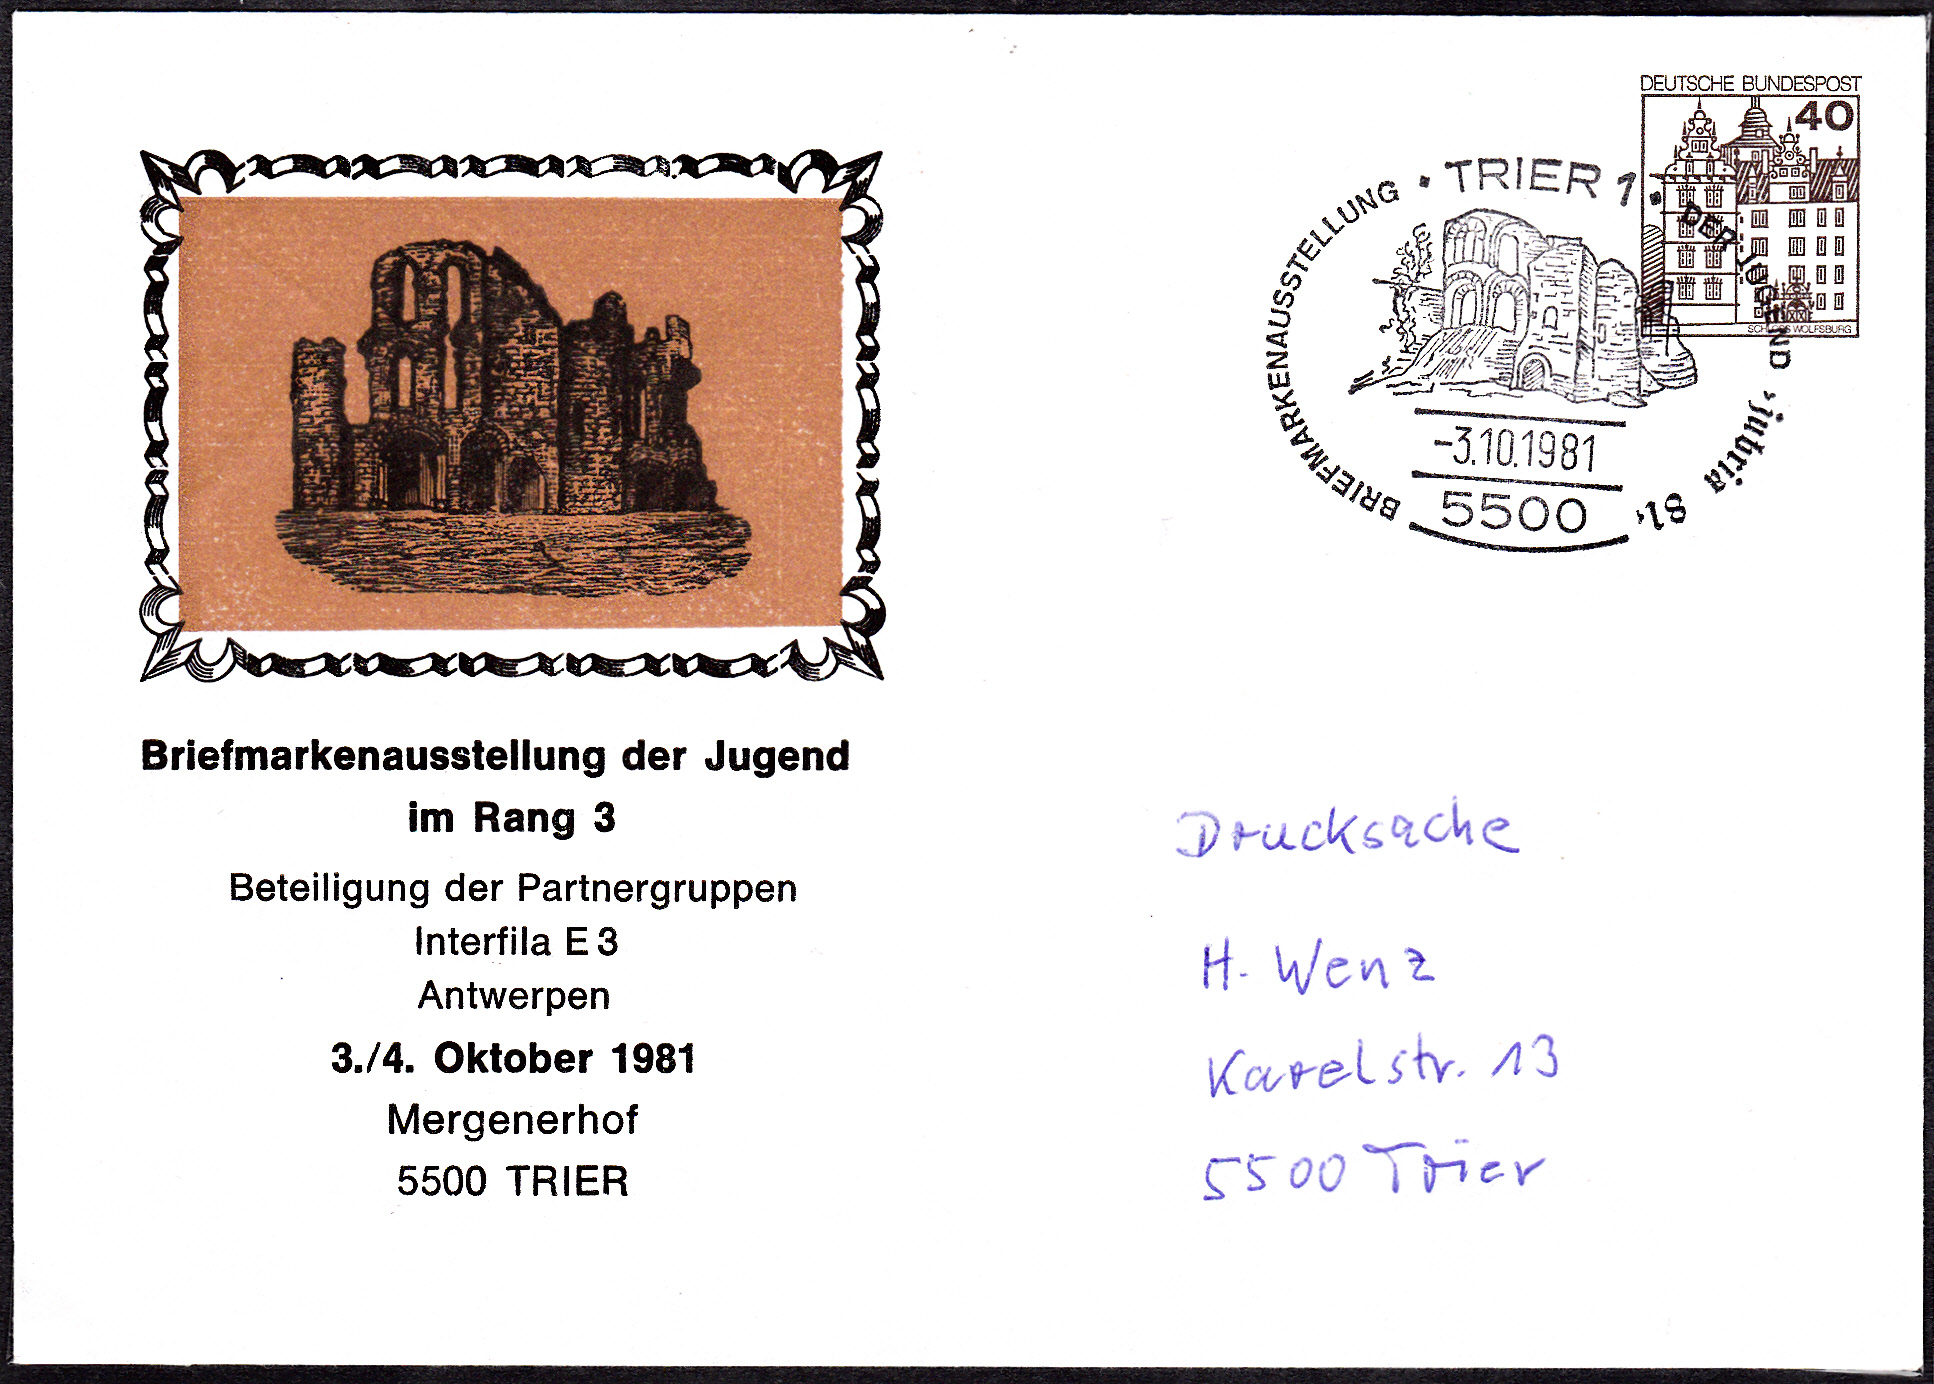 DEUTSCHE BUNDESPOST
40
SCHLOSS WOLFSBURG
BRIEFMARKENAUSSTELLUNG · TRIER 1 · DER JUGEND ›jubria 81‹
-3.10.1981
5500
Briefmarkenausstellung der Jugend
im Rang 3
Beteiligung der Partnergruppen
Interfila E 3
Antwerpen
3./4. Oktober 1981
Mergenerhof
5500 TRIER
Drucksache
H. Wenz
Karelstr. 13
5500 Trier